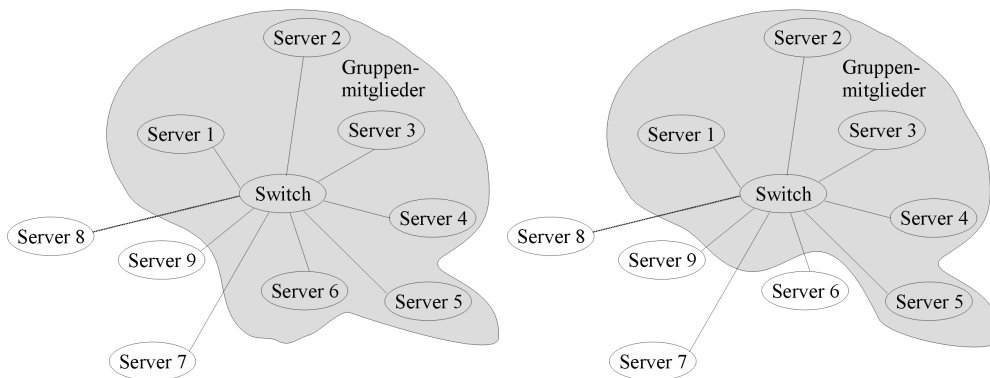 Server 2
Gruppen-
mitglieder
Server 1
Server 3
Switch
Server 4
Server 8
Server 9
Server 6
Server 5
Server 7
Server 2
Gruppen-
mitglieder
Server 1
Server 3
Switch
Server 4
Server 8
Server 9
Server 6
Server 5
Server 7